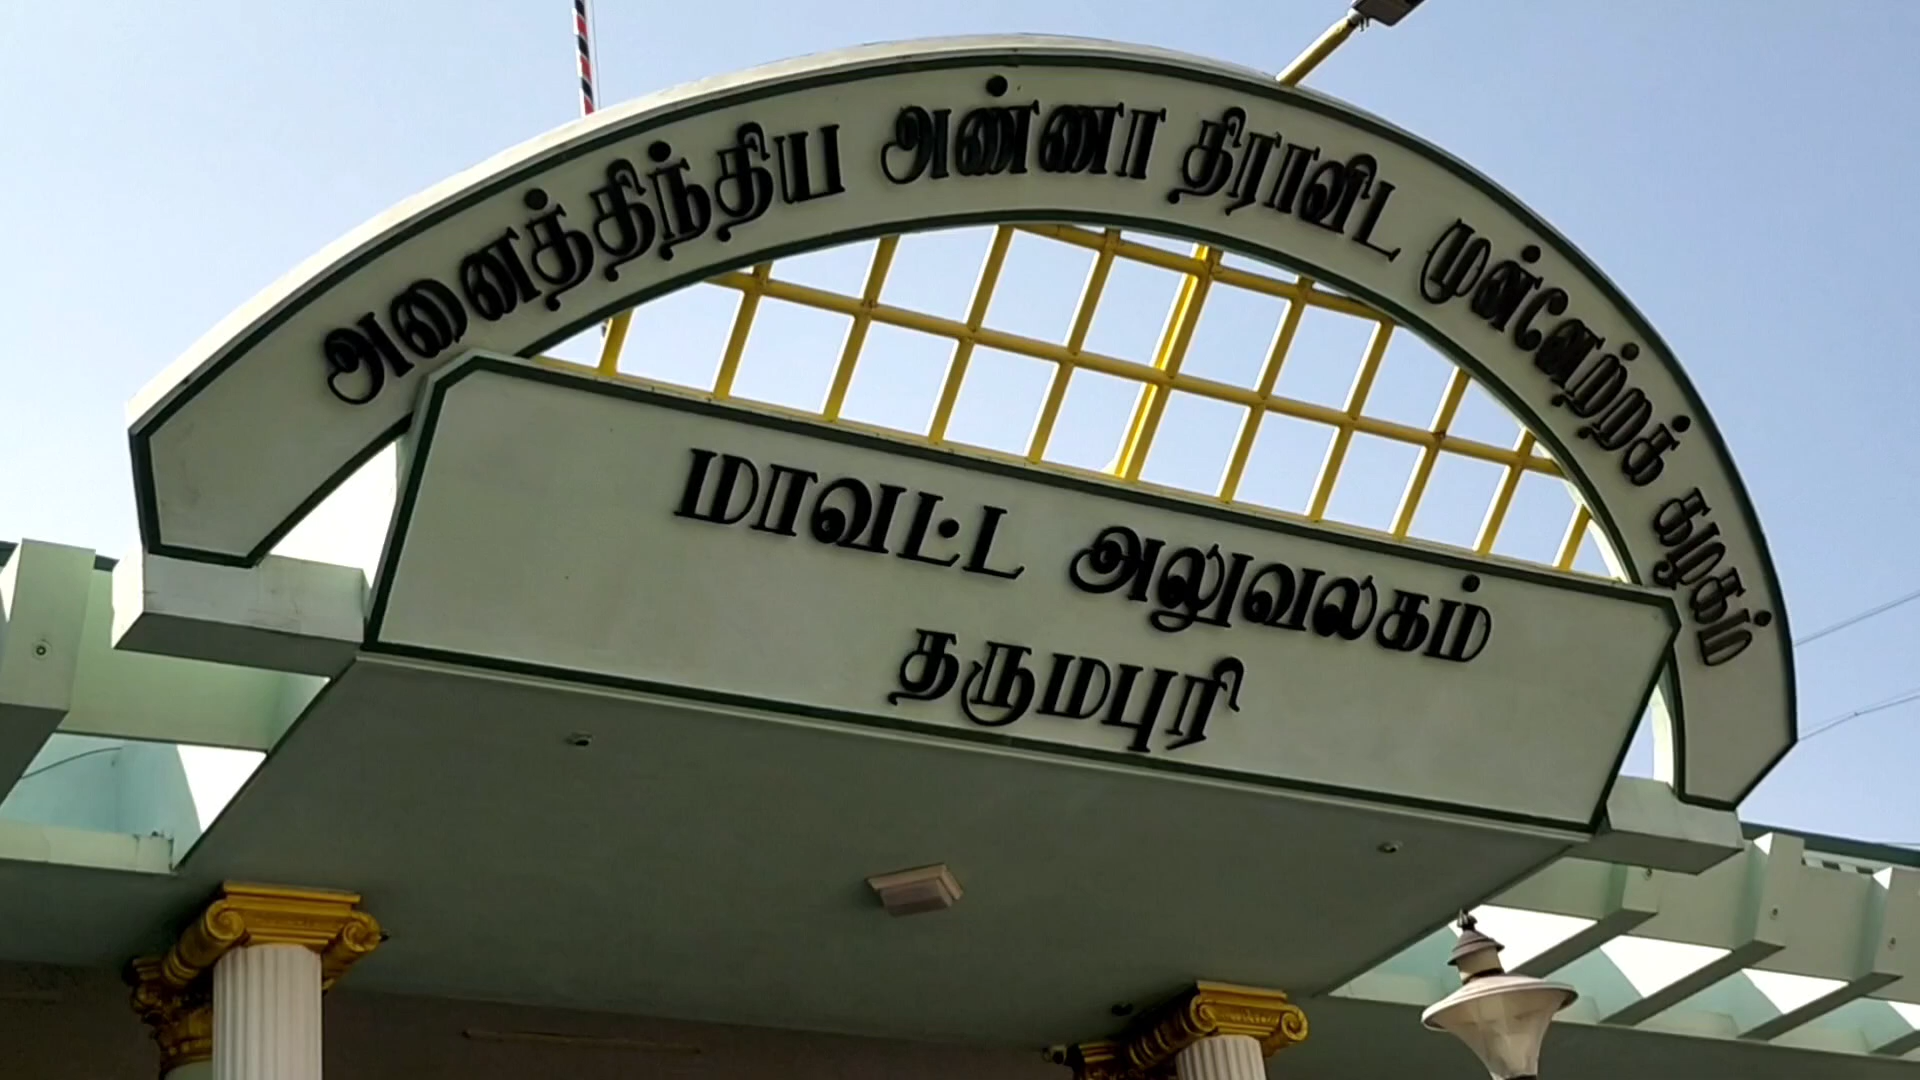 அனைத்திந்திய அண்ணா திராவிட முன்னேற்றக் கழகம்
மாவட்ட அலுவலகம்
தருமபுரி